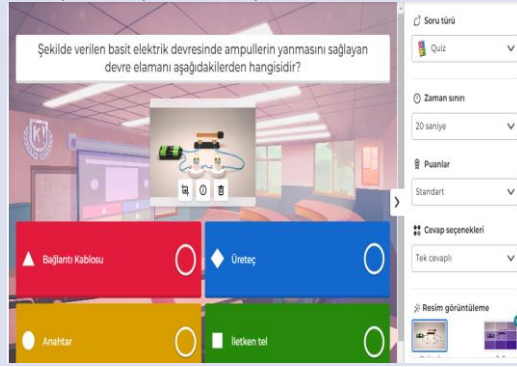 Şekilde verilen basit elektrik devresinde ampullerin yanmasını sağlayan
devre elamanı aşağıdakilerden hangisidir?
Bağlantı Kablosu
Üreteç
Anahtar
İletken tel
Soru türü
Quiz
Zaman sınırı
20 saniye
Puanlar
Standart
Cevap seçenekleri
Tek cevaplı
Resim görüntüleme